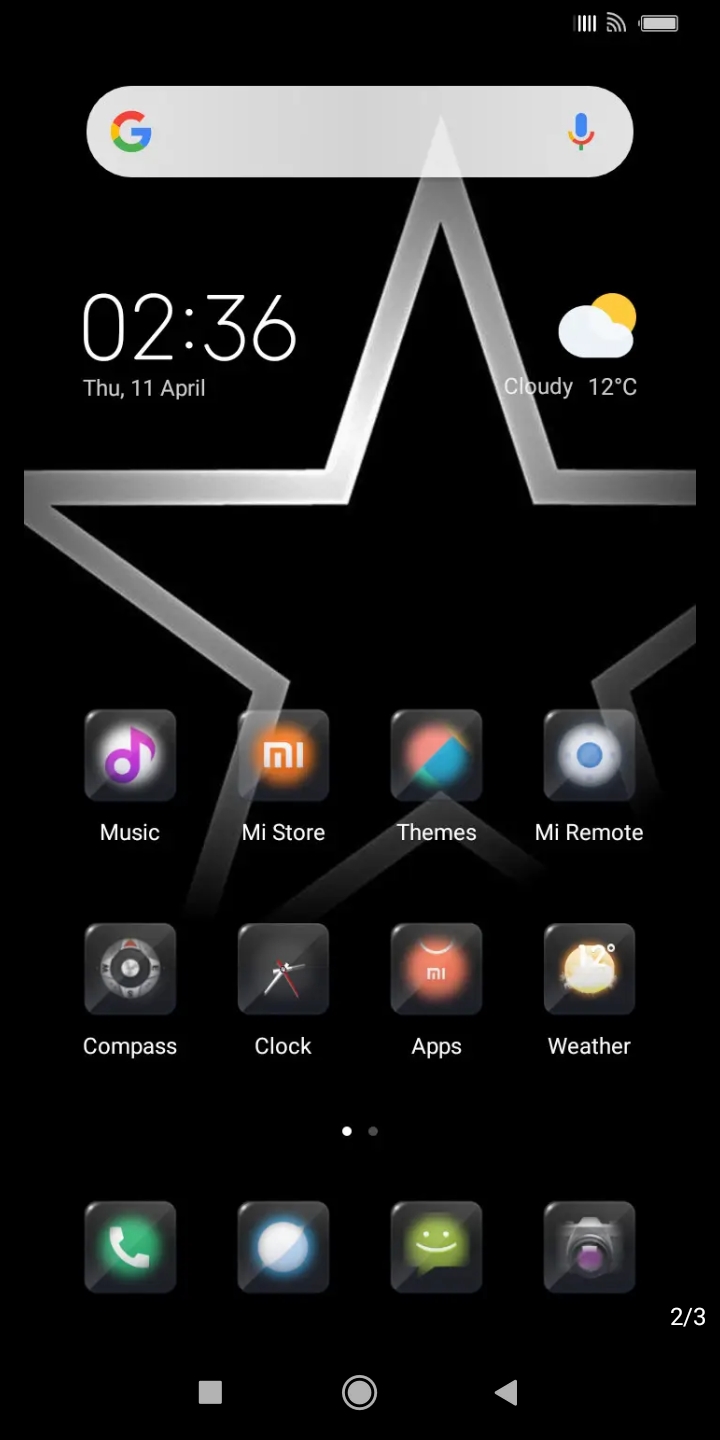 02:36
Thu, 11 April
Cloudy 12°C
mi
Music
Mi Store
Themes
Mi Remote
12°
mi
Compass
Clock
Apps
Weather
2/3